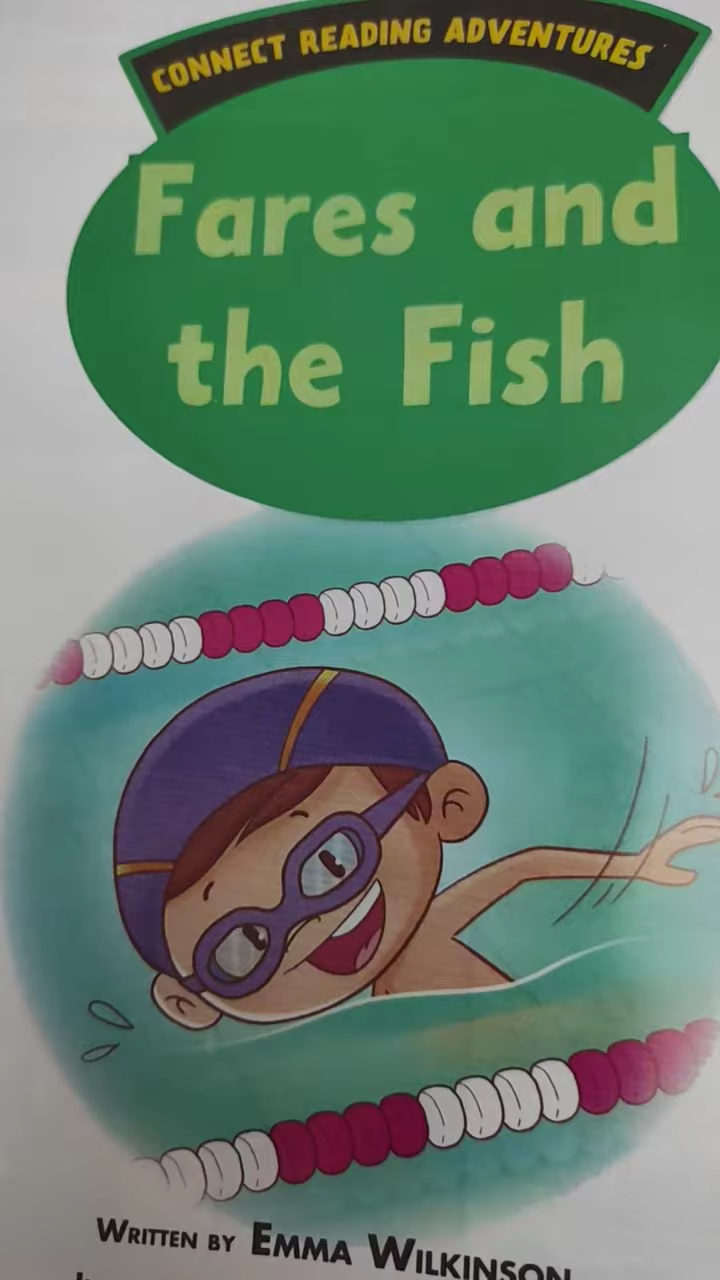 CONNECT READING ADVENTURES
Fares and
the Fish
WRITTEN BY EMMA WILKINSON